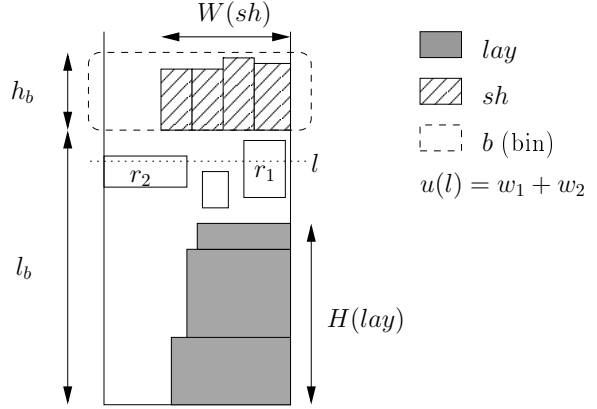 W(sh)
h_b
l_b
r_2
r_1
l
H(lay)
lay
sh
b (bin)
u(l) = w_1 + w_2